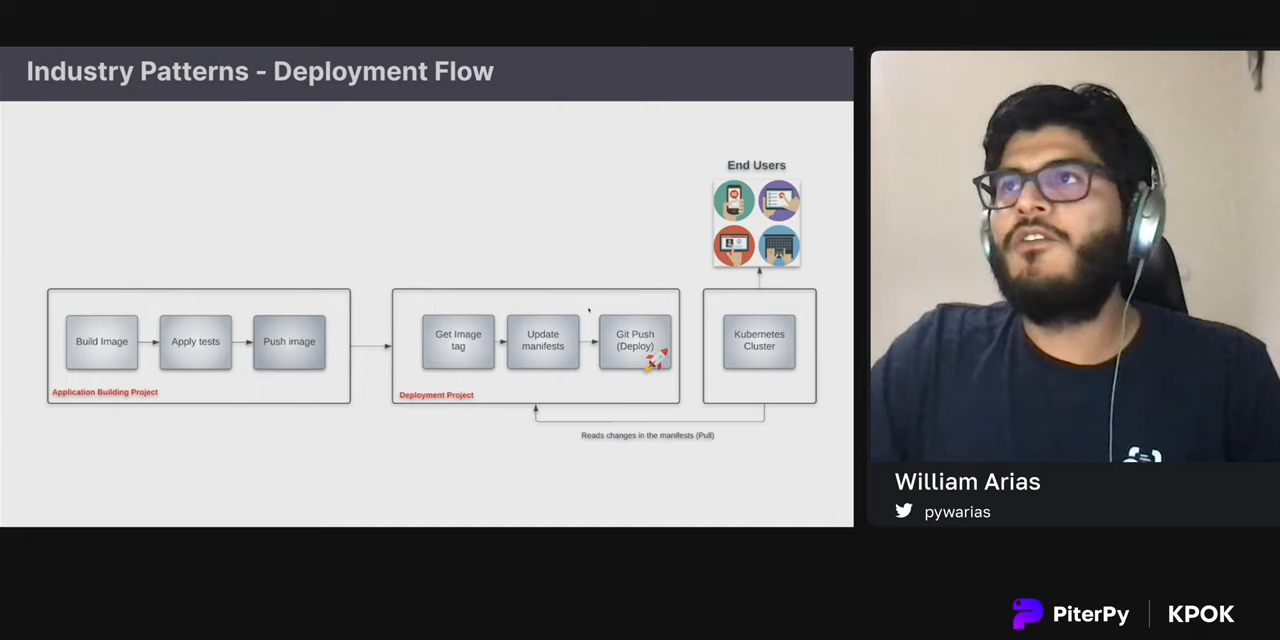 Industry Patterns - Deployment Flow
End Users
Build Image
Apply tests
Push image
Application Building Project
Get Image
tag
Update
manifests
Git Push
(Deploy)
Deployment Project
Kubernetes
Cluster
Reads changes in the manifests (Pull)
William Arias
pywarias
PiterPy
КРОК